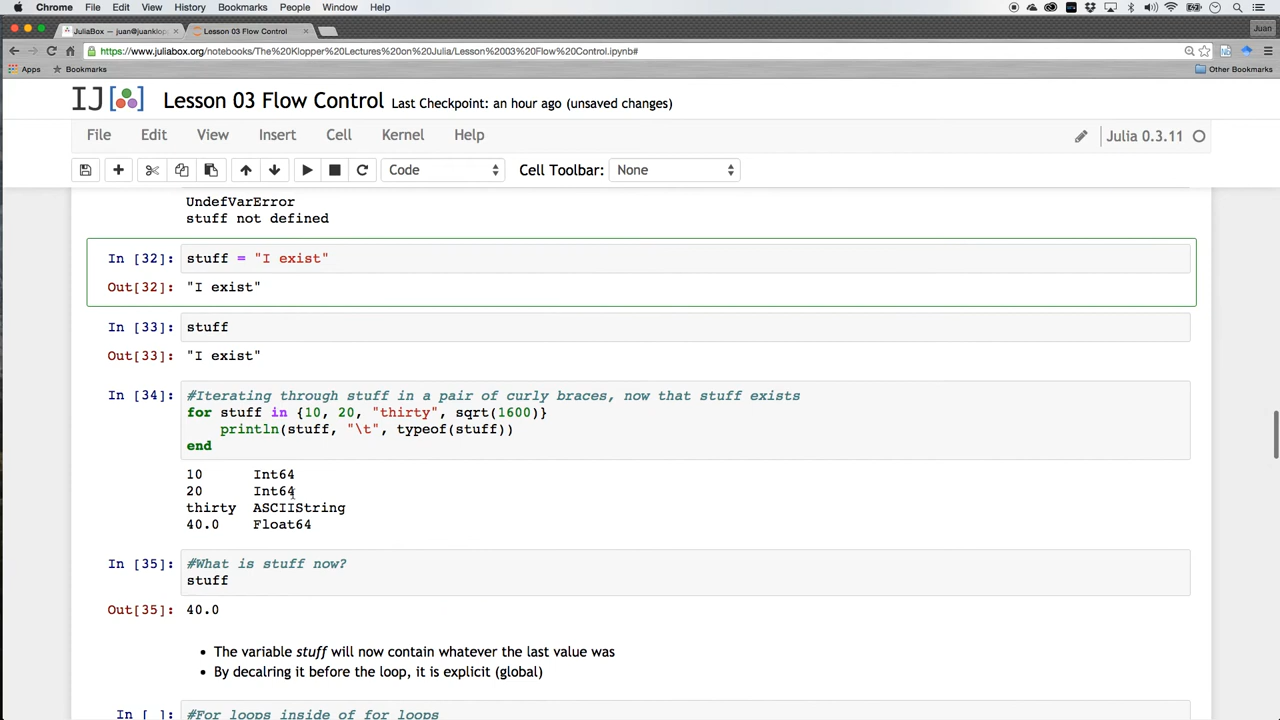 Chrome File Edit View History Bookmarks People Window Help
JuliaBox — juan@juanklop × Lesson 03 Flow Control × Juan
https://www.juliabox.org/notebooks/The%20Klopper%20Lectures%20on%20Julia/Lesson%2003%20Flow%20Control.ipynb#
Apps Bookmarks Other Bookmarks
IJ[ ] Lesson 03 Flow Control Last Checkpoint: an hour ago (unsaved changes)
File Edit View Insert Cell Kernel Help Julia 0.3.11
Code Cell Toolbar: None
UndefVarError
stuff not defined
In [32]: stuff = "I exist"
Out[32]: "I exist"
In [33]: stuff
Out[33]: "I exist"
In [34]: #Iterating through stuff in a pair of curly braces, now that stuff exists
for stuff in {10, 20, "thirty", sqrt(1600)}
println(stuff, "\t", typeof(stuff))
end
10 Int64
20 Int64
thirty ASCIIString
40.0 Float64
In [35]: #What is stuff now?
stuff
Out[35]: 40.0
• The variable stuff will now contain whatever the last value was
• By decalring it before the loop, it is explicit (global)
In [ ]: #For loops inside of for loops